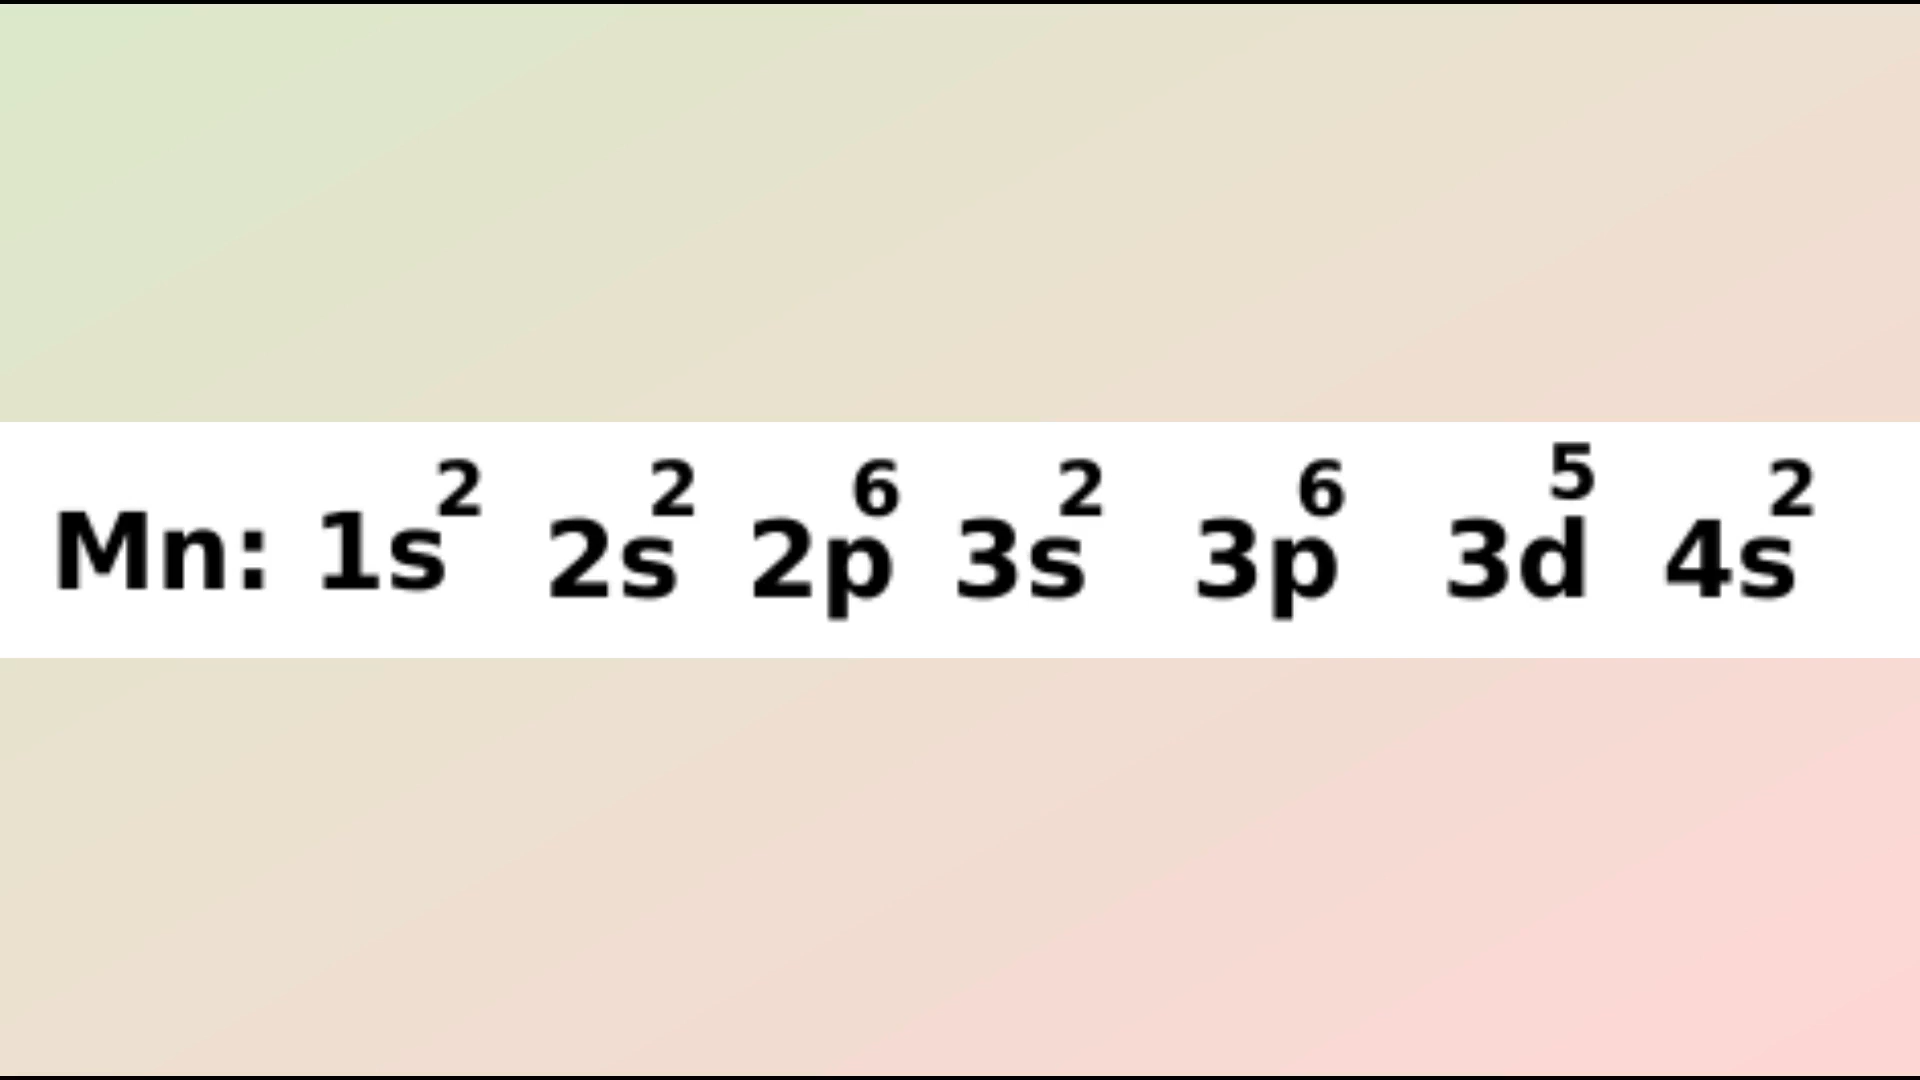 Mn: 1s² 2s² 2p⁶ 3s² 3p⁶ 3d⁵ 4s²